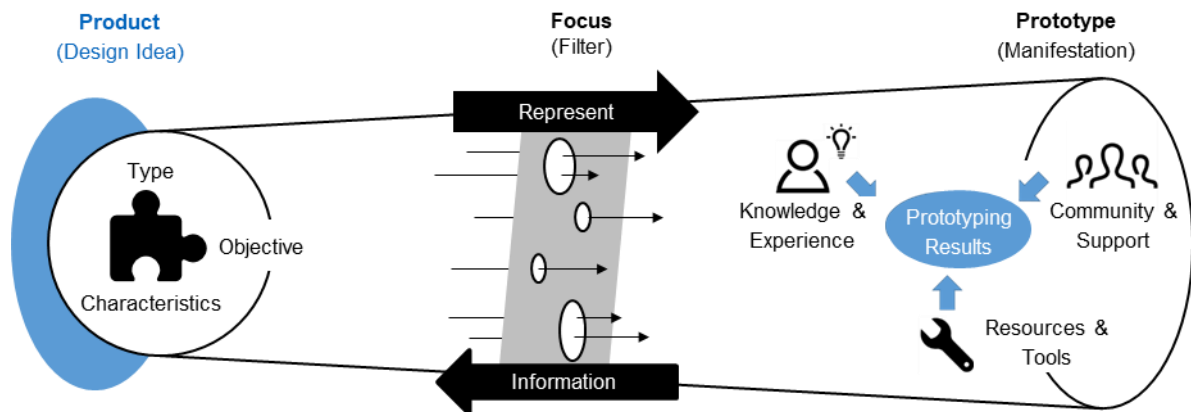 Product
(Design Idea)
Focus
(Filter)
Prototype
(Manifestation)
Represent
Type
Objective
Characteristics
Knowledge &
Experience
Prototyping
Results
Community &
Support
Resources &
Tools
Information